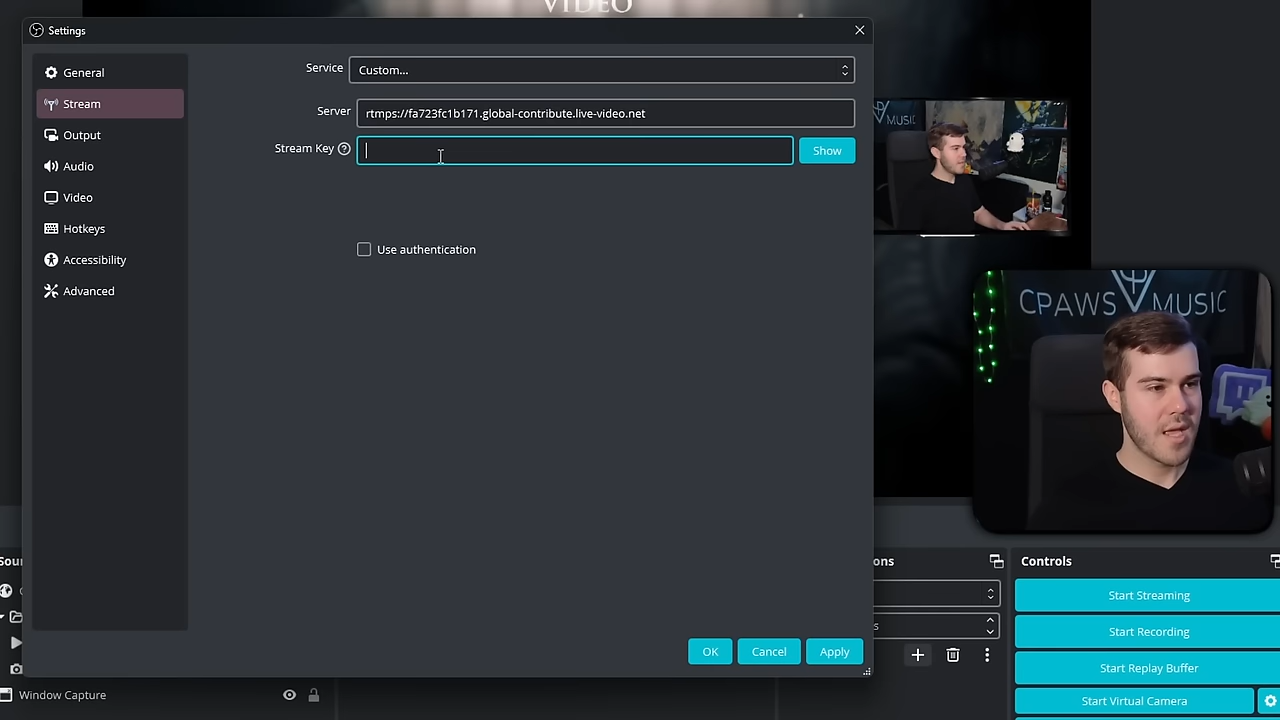 VIDEO
Settings
General
Stream
Output
Audio
Video
Hotkeys
Accessibility
Advanced
Service
Custom...
Server
rtmps://fa723fc1b171.global-contribute.live-video.net
Stream Key
Show
Use authentication
OK
Cancel
Apply
MUSIC
CPAWS MUSIC
Sour
ons
s
Window Capture
Controls
Start Streaming
Start Recording
Start Replay Buffer
Start Virtual Camera